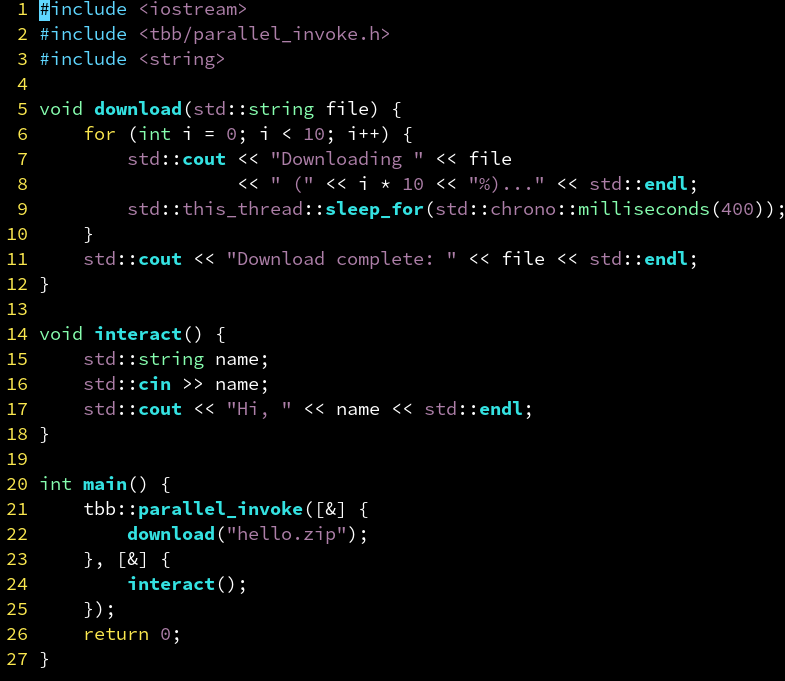 1 #include <iostream>
2 #include <tbb/parallel_invoke.h>
3 #include <string>
4
5 void download(std::string file) {
6     for (int i = 0; i < 10; i++) {
7         std::cout << "Downloading " << file
8                   << " (" << i * 10 << "%)..." << std::endl;
9         std::this_thread::sleep_for(std::chrono::milliseconds(400));
10     }
11     std::cout << "Download complete: " << file << std::endl;
12 }
13
14 void interact() {
15     std::string name;
16     std::cin >> name;
17     std::cout << "Hi, " << name << std::endl;
18 }
19
20 int main() {
21     tbb::parallel_invoke([&] {
22         download("hello.zip");
23     }, [&] {
24         interact();
25     });
26     return 0;
27 }